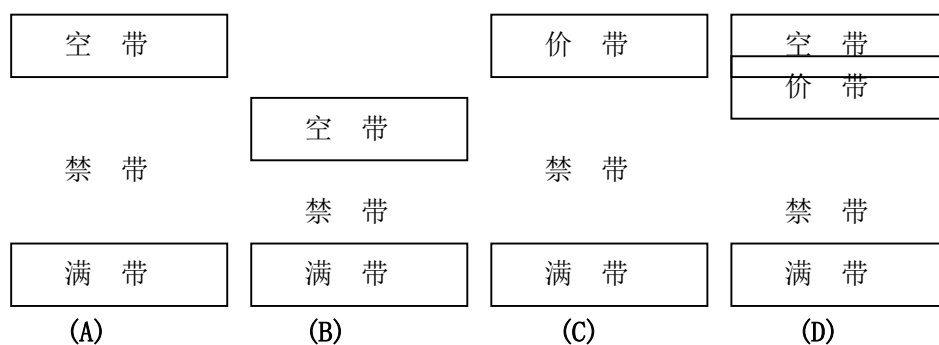 空 带 价 带 空 带
价 带
空 带
禁 带 禁 带
禁 带 禁 带
满 带 满 带 满 带 满 带
(A) (B) (C) (D)